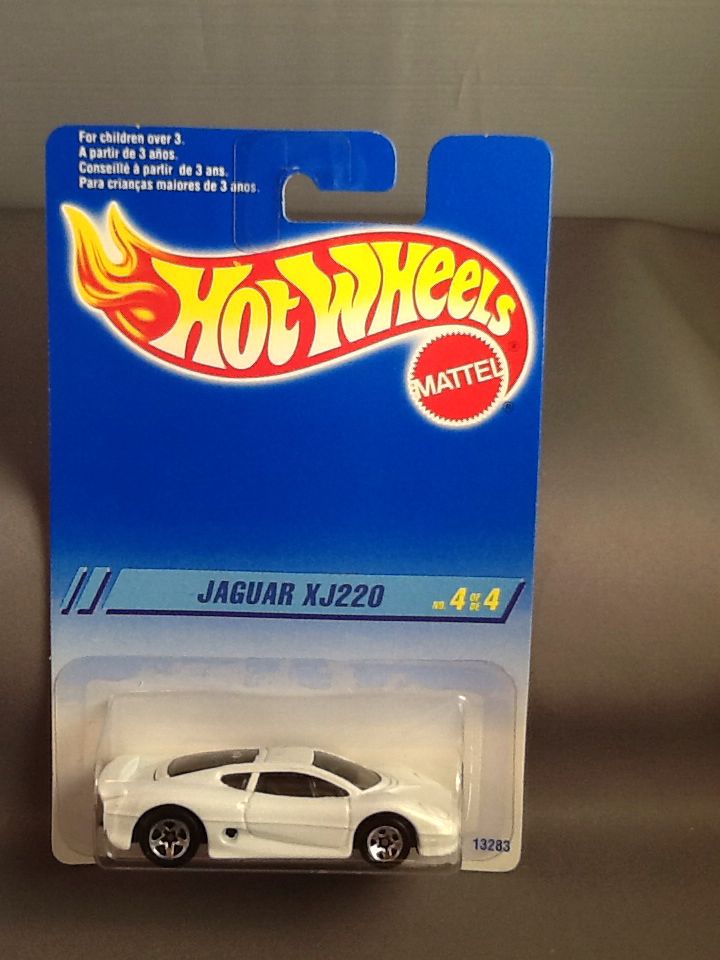 For children over 3.
A partir de 3 años.
Conseillé à partir de 3 ans.
Para crianças maiores de 3 anos.
HOT WHEELS
®
MATTEL
®
JAGUAR XJ220
NO. 4 OF DE 4
13283